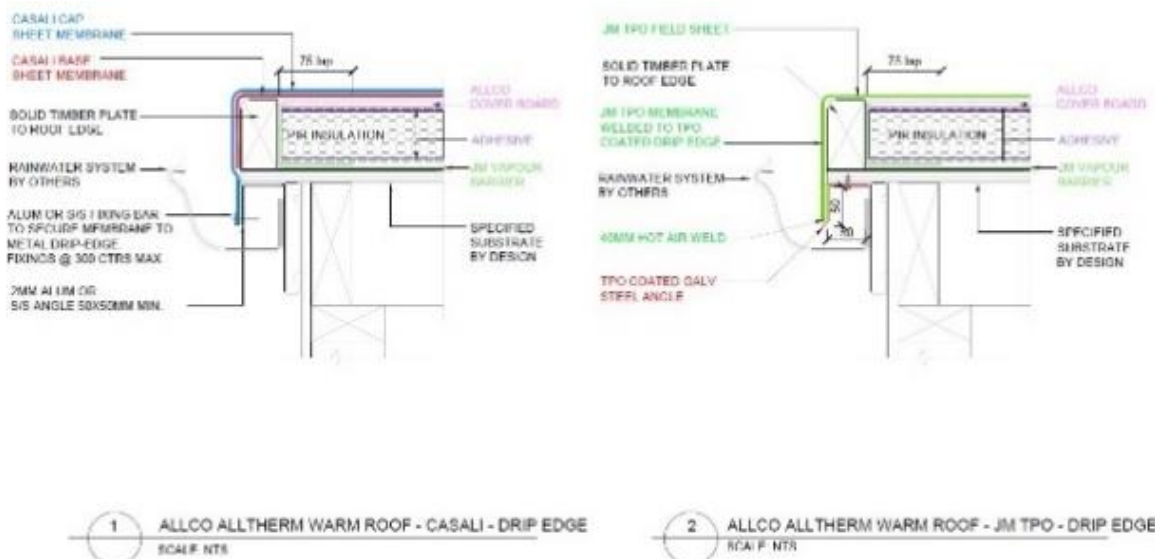 CASALI CAP
SHEET MEMBRANE
CASALI BASE
SHEET MEMBRANE
75 lap
SOLID TIMBER PLATE
TO ROOF EDGE
ALLCO
COVER BOARD
PIR INSULATION
ADHESIVE
RAINWATER SYSTEM
BY OTHERS
JM VAPOUR
BARRIER
ALUM OR S/S FIXING BAR
TO SECURE MEMBRANE TO
METAL DRIP-EDGE
FIXINGS @ 300 CTRS MAX
SPECIFIED
SUBSTRATE
BY DESIGN
2MM ALUM OR
S/S ANGLE 50X50MM MIN.
JM TPO FIELD SHEET
75 lap
SOLID TIMBER PLATE
TO ROOF EDGE
ALLCO
COVER BOARD
JM TPO MEMBRANE
WELDED TO TPO
COATED DRIP EDGE
PIR INSULATION
ADHESIVE
RAINWATER SYSTEM
BY OTHERS
JM VAPOUR
BARRIER
50
40MM HOT AIR WELD
SPECIFIED
SUBSTRATE
BY DESIGN
TPO COATED GALV
STEEL ANGLE
1
ALLCO ALLTHERM WARM ROOF - CASALI - DRIP EDGE
SCALE NTS
2
ALLCO ALLTHERM WARM ROOF - JM TPO - DRIP EDGE
SCALE NTS